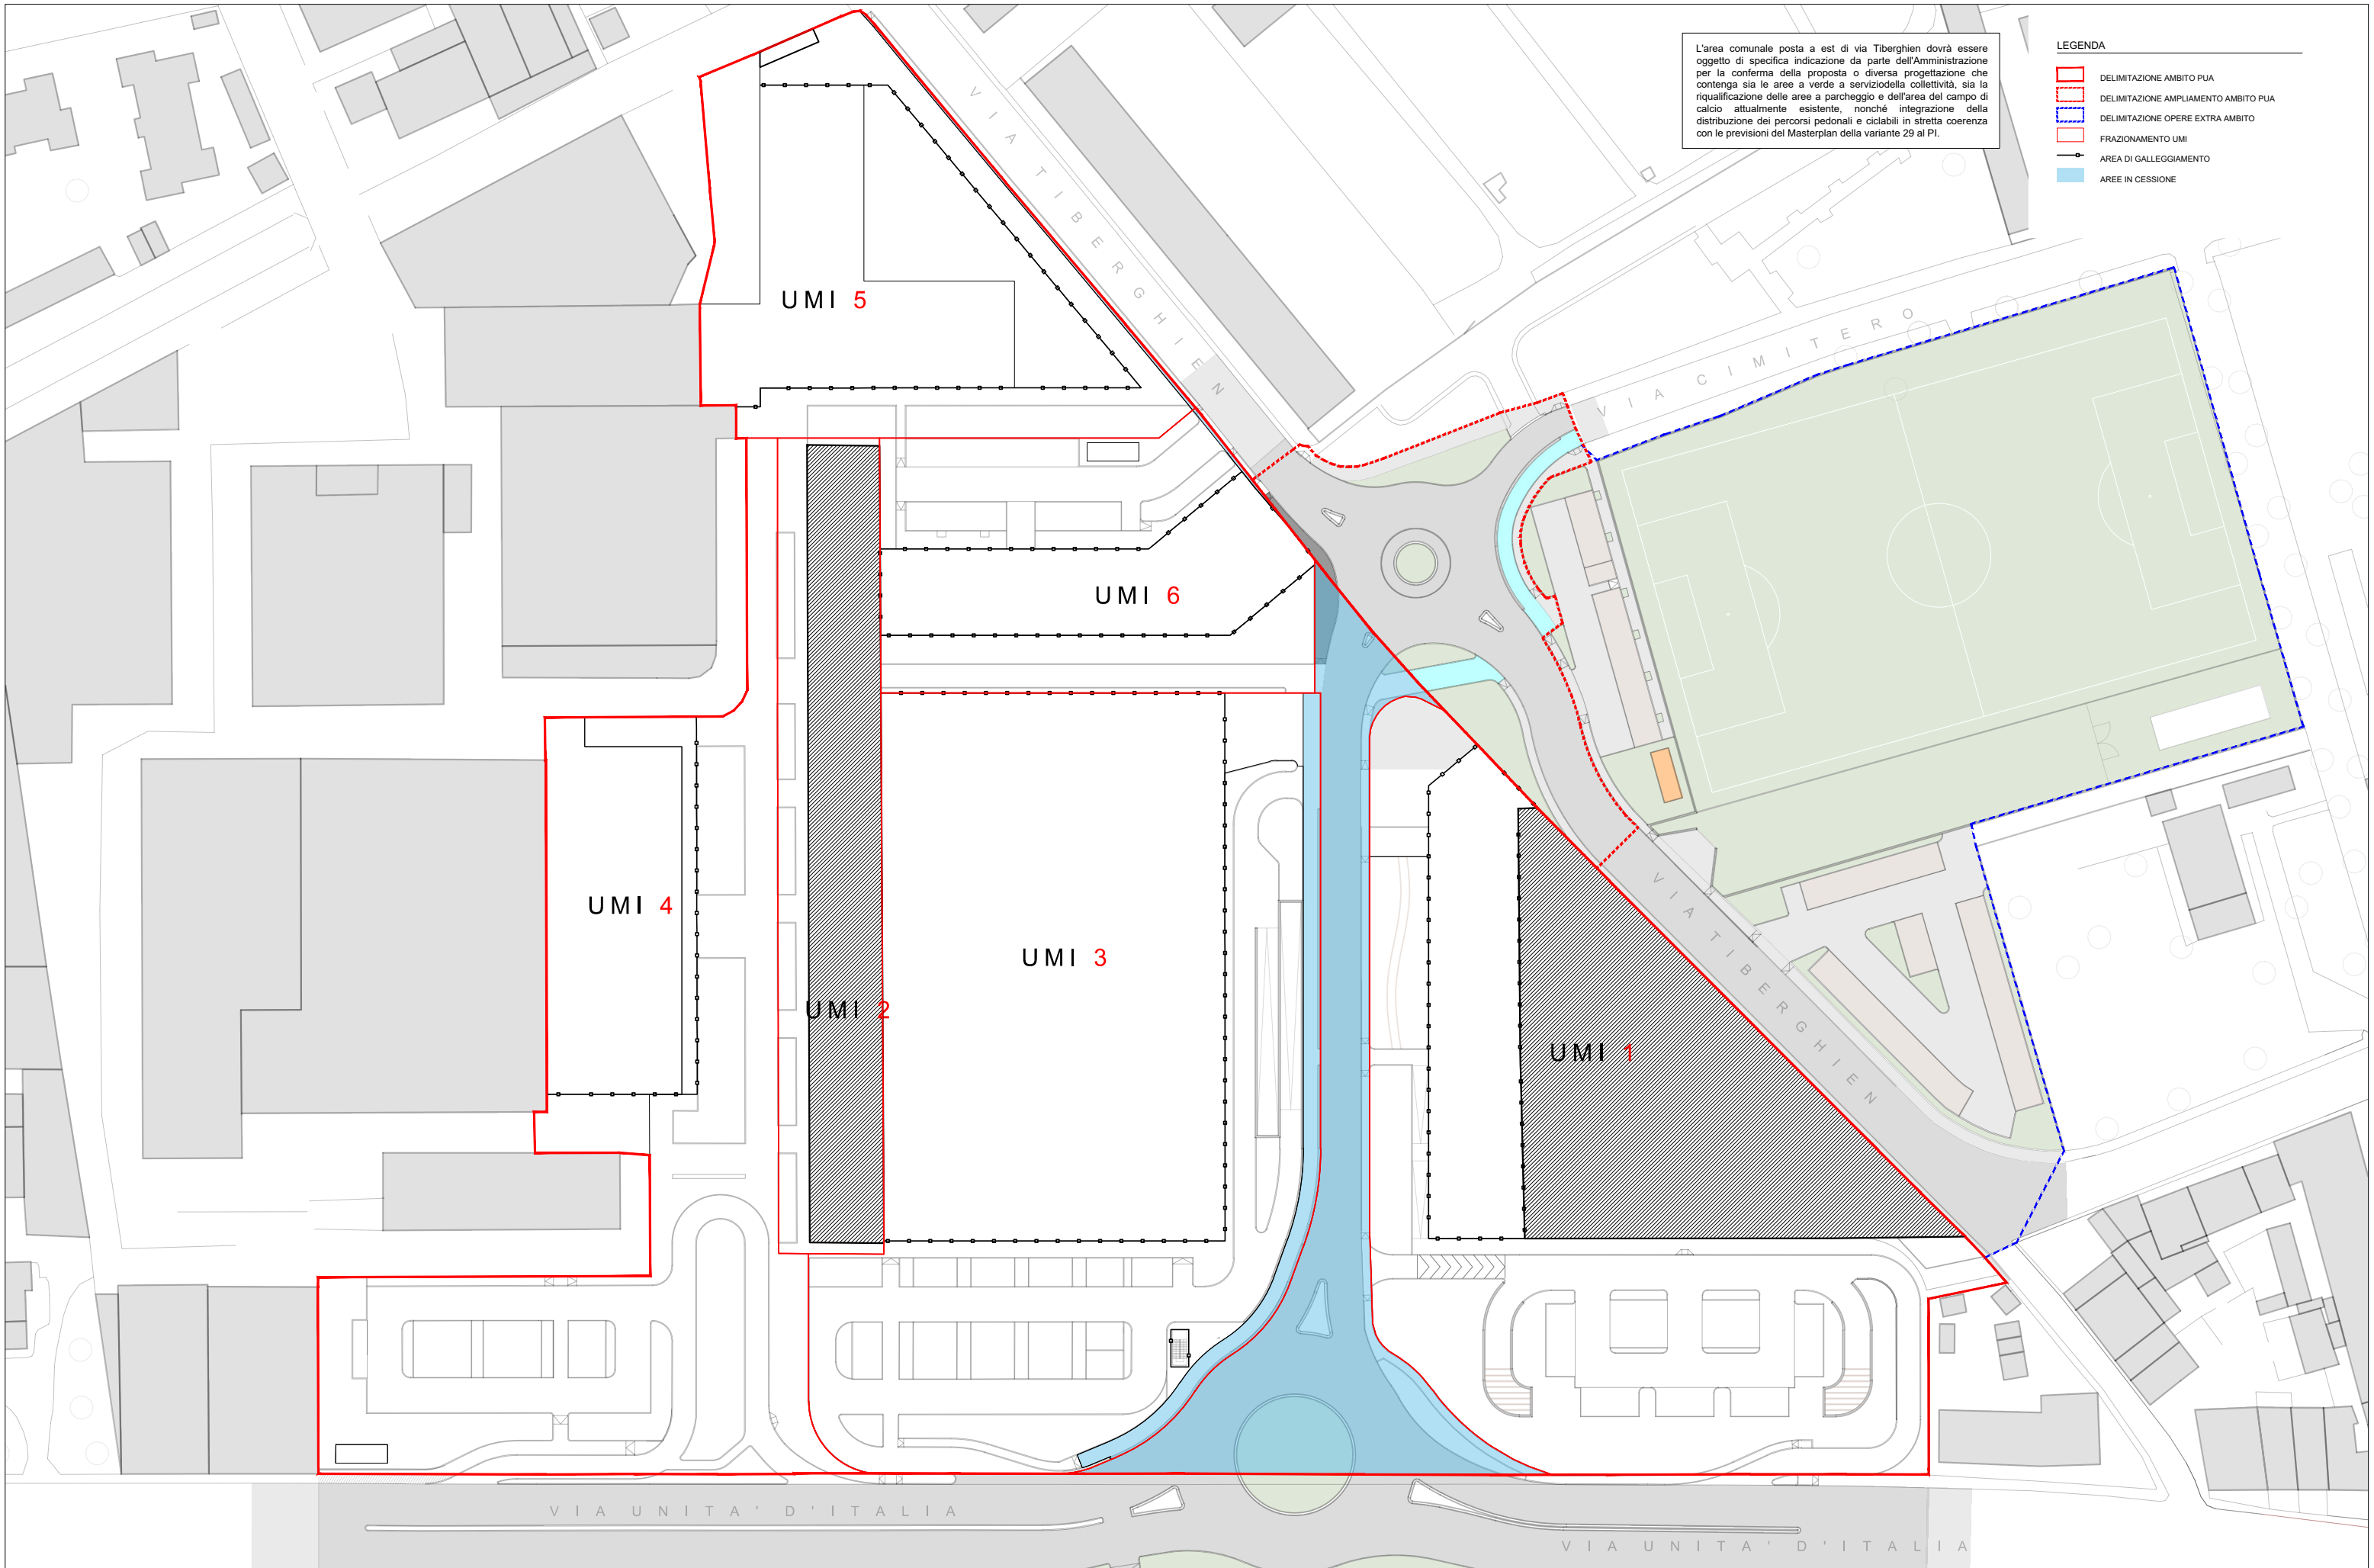 L'area comunale posta a est di via Tiberghien dovrà essere
oggetto di specifica indicazione da parte dell'Amministrazione
per la conferma della proposta o diversa progettazione che
contenga sia le aree a verde a serviziodella collettività, sia la
riqualificazione delle aree a parcheggio e dell'area del campo di
calcio attualmente esistente, nonché integrazione della
distribuzione dei percorsi pedonali e ciclabili in stretta coerenza
con le previsioni del Masterplan della variante 29 al PI.
LEGENDA
DELIMITAZIONE AMBITO PUA
DELIMITAZIONE AMPLIAMENTO AMBITO PUA
DELIMITAZIONE OPERE EXTRA AMBITO
FRAZIONAMENTO UMI
AREA DI GALLEGGIAMENTO
AREE IN CESSIONE
VIA TIBERGHIEN
UMI 5
VIA CIMITERO
UMI 6
UMI 4
UMI 3
UMI 2
UMI 1
VIA TIBERGHIEN
VIA UNITA' D'ITALIA
VIA UNITA' D'ITALIA